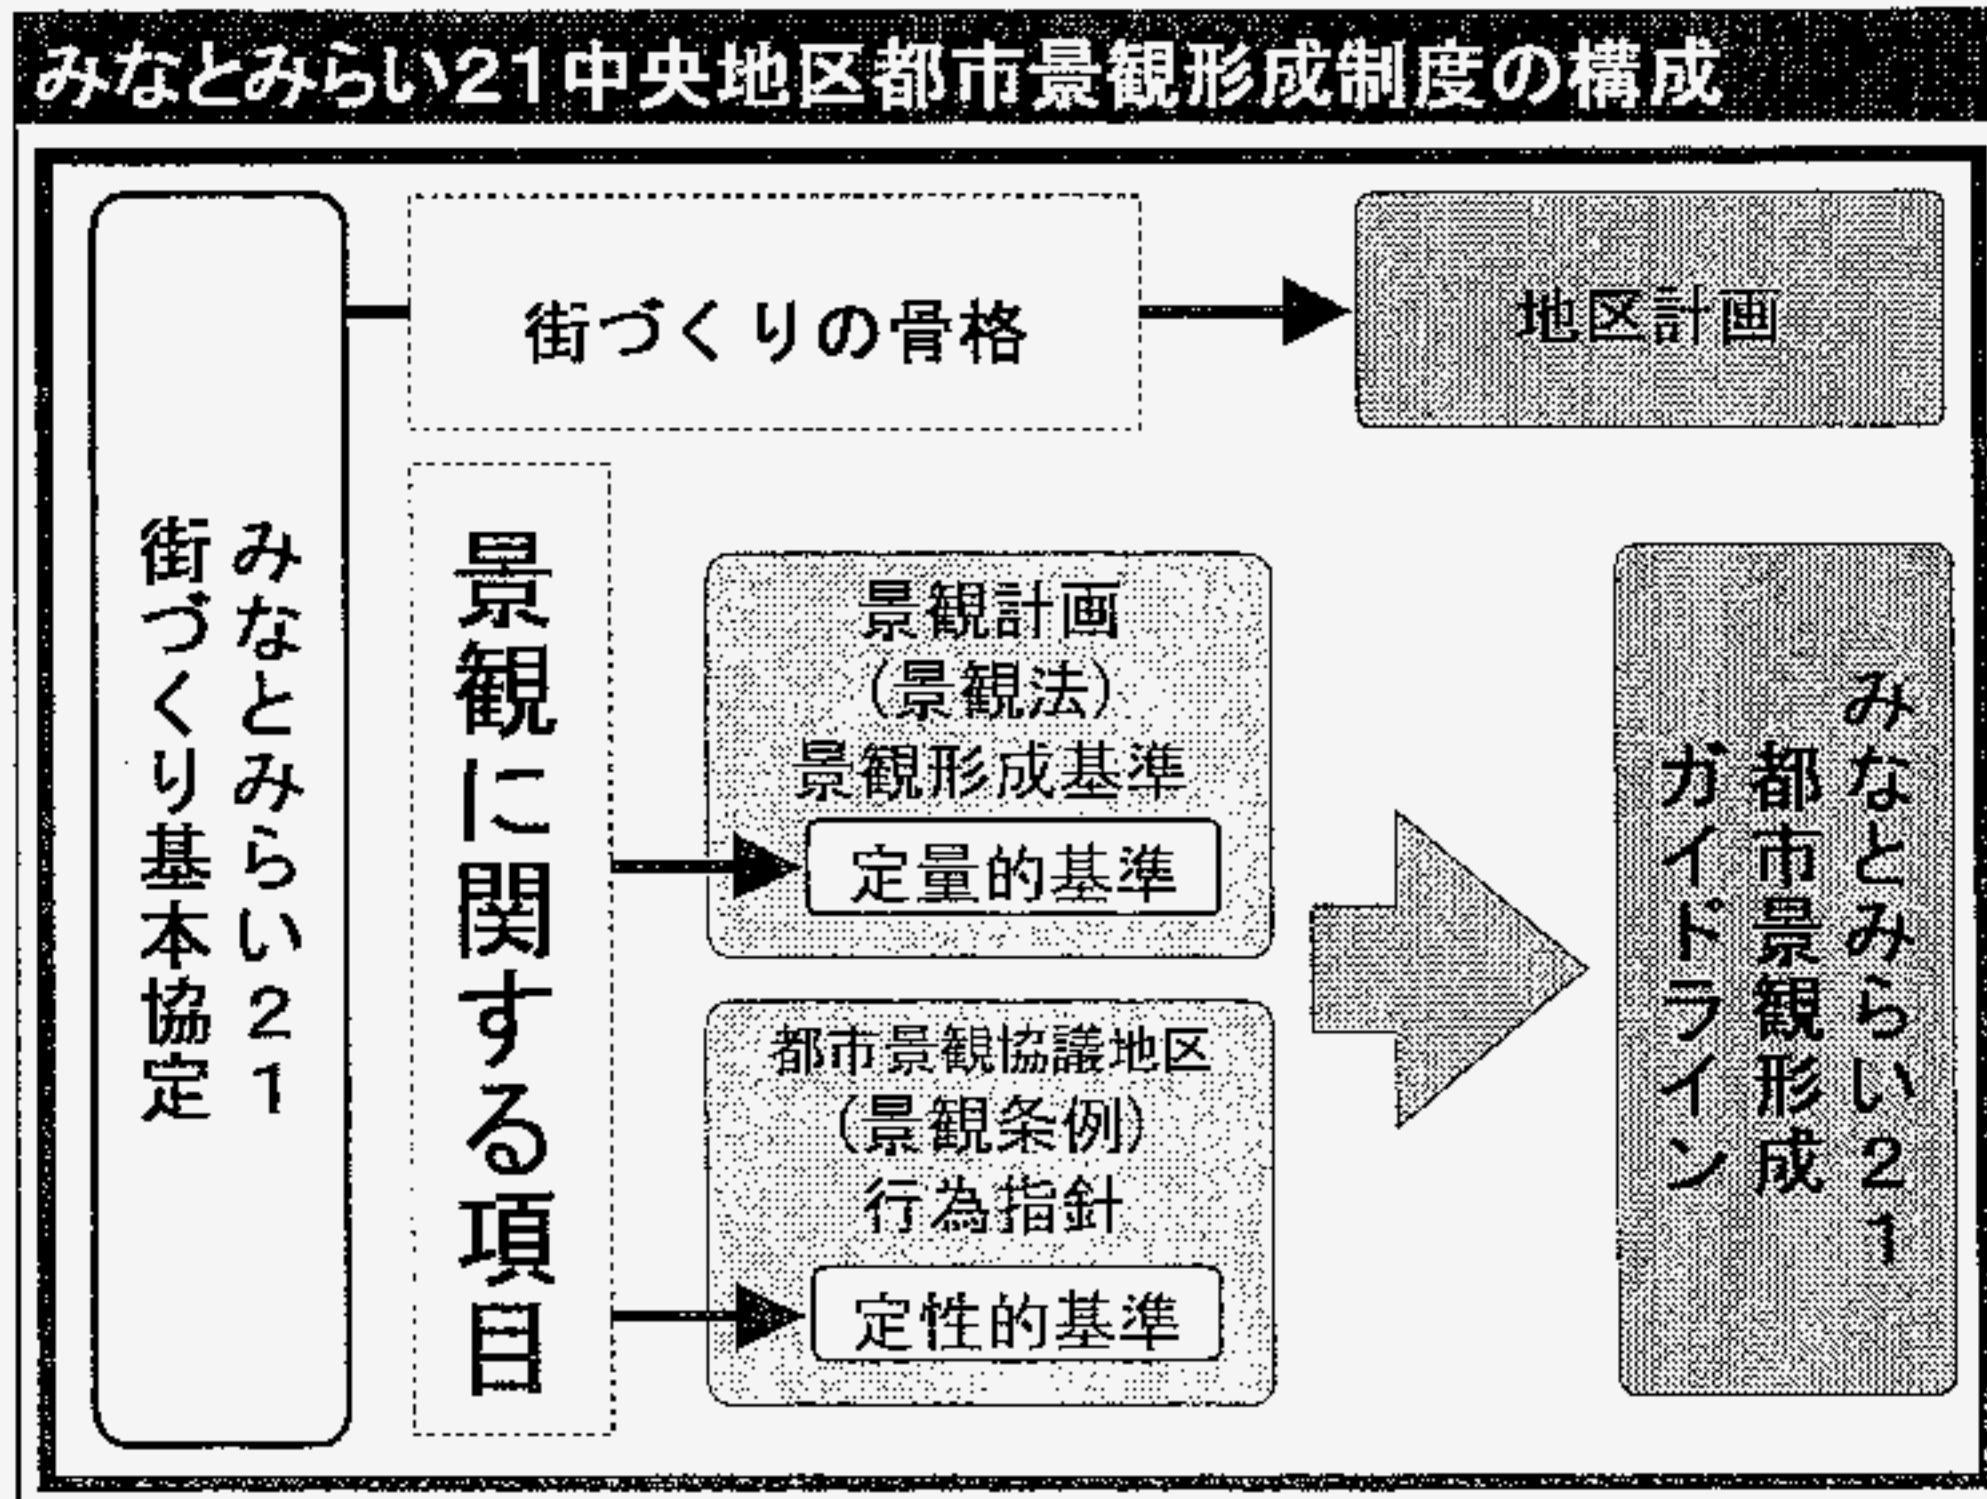 みなとみらい21中央地区都市景観形成制度の構成
みなとみらい21
街づくり基本協定
街づくりの骨格
地区計画
景観に関する項目
景観計画
(景観法)
景観形成基準
定量的基準
都市景観協議地区
(景観条例)
行為指針
定性的基準
みなとみらい21
都市景観形成
ガイドライン